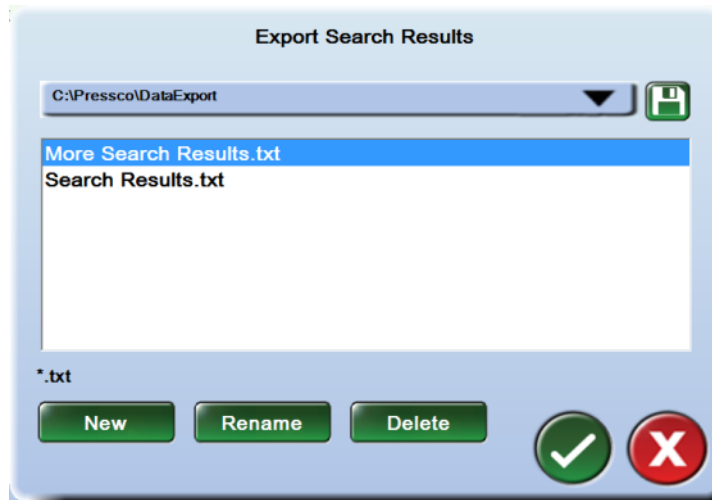 Export Search Results
C:\Pressco\DataExport
More Search Results.txt
Search Results.txt
*.txt
New Rename Delete